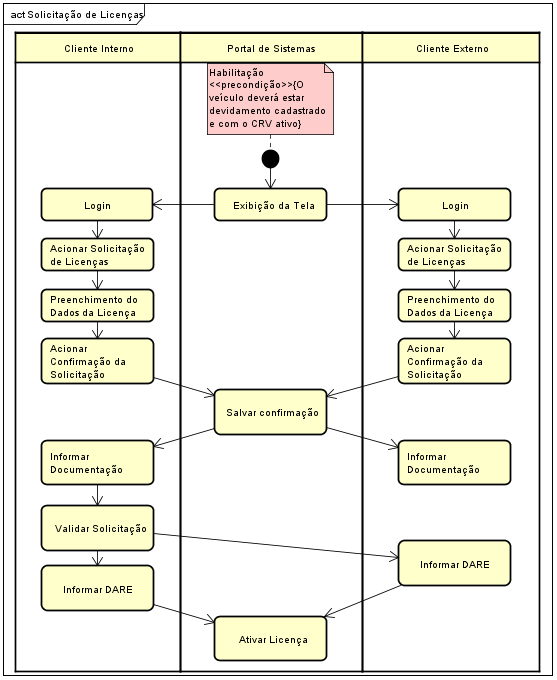 act Solicitação de Licenças
Cliente Interno
Portal de Sistemas
Cliente Externo
Habilitação
<<precondição>>{O
veículo deverá estar
devidamento cadastrado
e com o CRV ativo}
Login
Exibição da Tela
Login
Acionar Solicitação
de Licenças
Acionar Solicitação
de Licenças
Preenchimento do
Dados da Licença
Preenchimento do
Dados da Licença
Acionar
Confirmação da
Solicitação
Acionar
Confirmação da
Solicitação
Salvar confirmação
Informar
Documentação
Informar
Documentação
Validar Solicitação
Informar DARE
Informar DARE
Ativar Licença